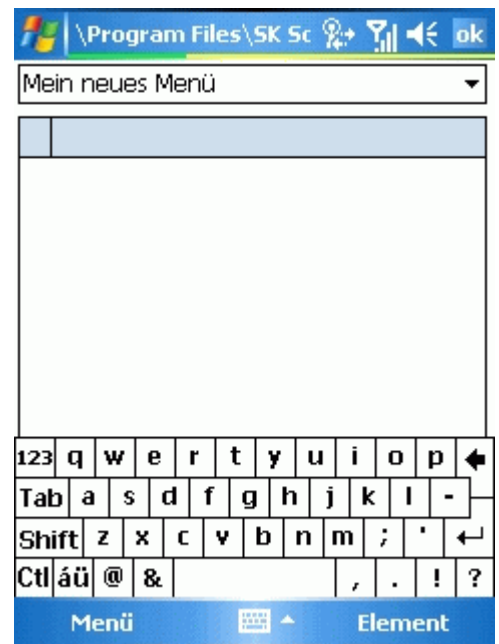 \Program Files\SK Sc ok
Mein neues Menü
123 q w e r t y u i o p
Tab a s d f g h j k l -
Shift z x c v b n m ; '
Ctl áü @ & , . ! ?
Menü Element